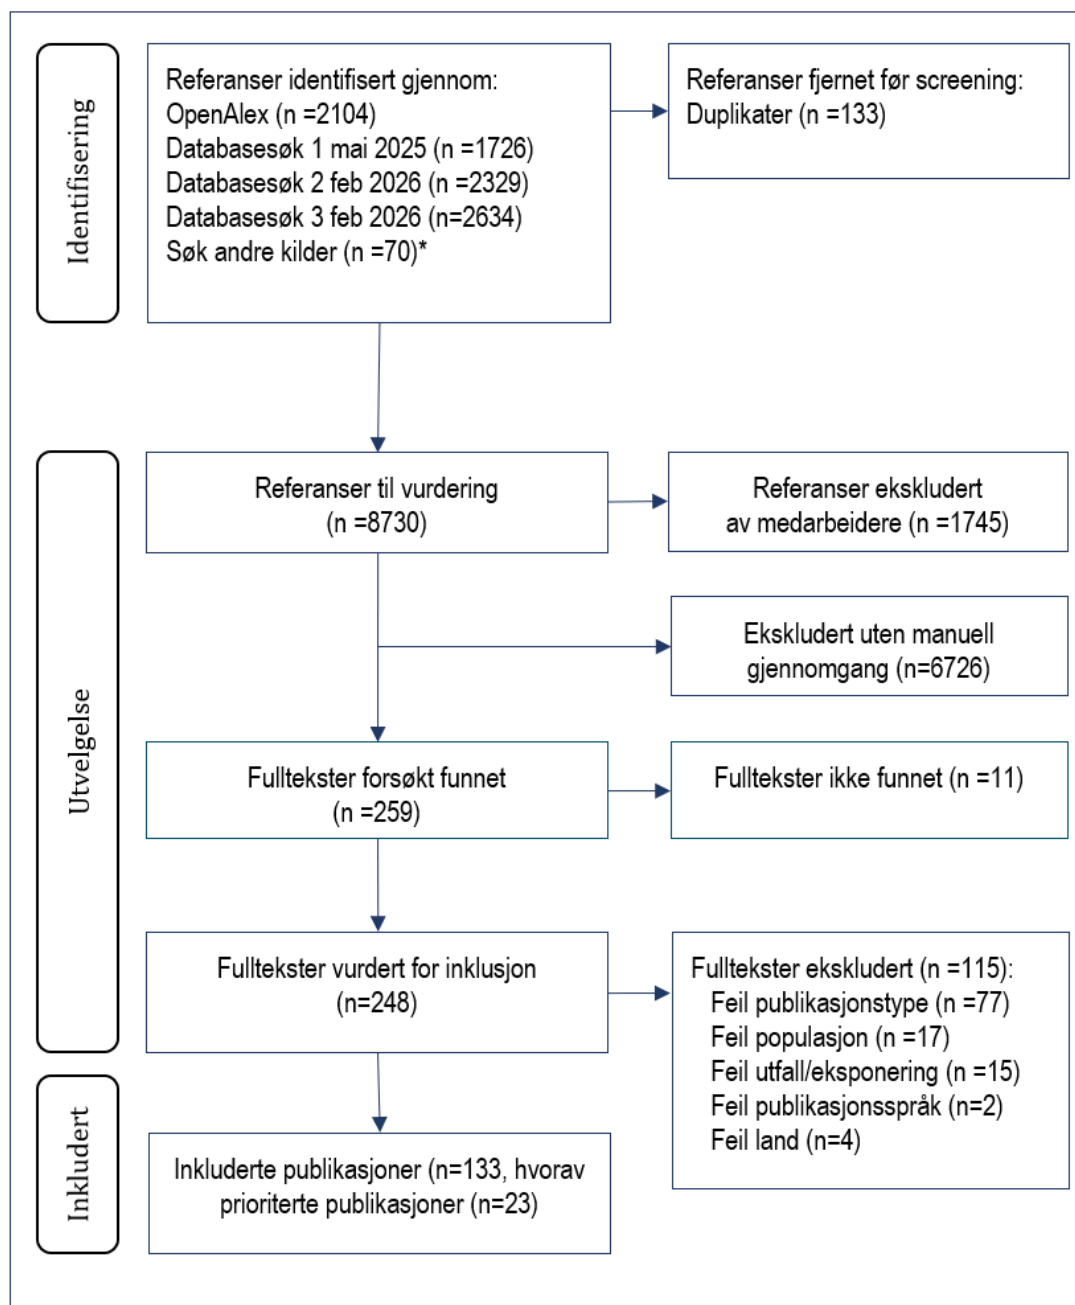 Identifisering
Referanser identifisert gjennom:
OpenAlex (n =2104)
Databasesøk 1 mai 2025 (n =1726)
Databasesøk 2 feb 2026 (n =2329)
Databasesøk 3 feb 2026 (n=2634)
Søk andre kilder (n =70)*
Referanser fjernet før screening:
Duplikater (n =133)
Utvelgelse
Referanser til vurdering
(n =8730)
Referanser ekskludert
av medarbeidere (n =1745)
Ekskludert uten manuell
gjennomgang (n=6726)
Fulltekster forsøkt funnet
(n =259)
Fulltekster ikke funnet (n =11)
Fulltekster vurdert for inklusjon
(n=248)
Fulltekster ekskludert (n =115):
Feil publikasjonstype (n =77)
Feil populasjon (n =17)
Feil utfall/eksponering (n =15)
Feil publikasjonsspråk (n=2)
Feil land (n=4)
Inkludert
Inkluderte publikasjoner (n=133, hvorav
prioriterte publikasjoner (n=23)